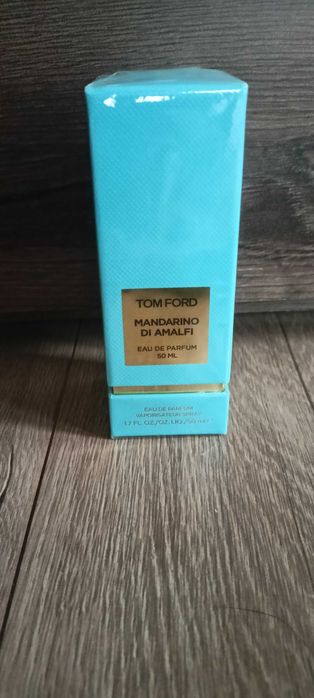 TOM FORD
MANDARINO
DI AMALFI
EAU DE PARFUM
50 ML
EAU DE PARFUM
VAPORISATEUR SPRAY
1.7 FL. OZ./OZ. LIQ./50 ml e